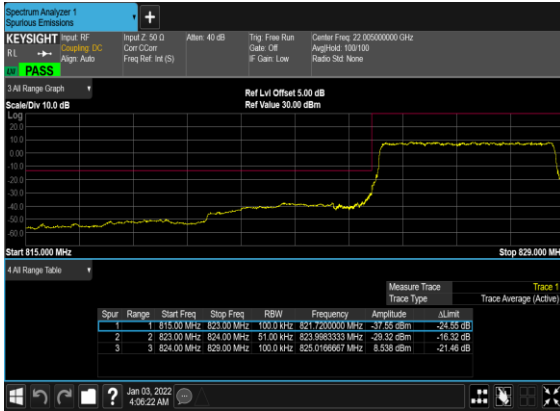 Spectrum Analyzer 1
Spurious Emissions
+
KEYSIGHT
RL
Input: RF
Coupling: DC
Align: Auto
Input Z: 50 Ω
Corr CCorr
Freq Ref: Int (S)
Atten: 40 dB
Trig: Free Run
Gate: Off
IF Gain: Low
Center Freq: 22.005000000 GHz
Avg|Hold: 100/100
Radio Std: None
PASS
3 All Range Graph
Ref Lvl Offset 5.00 dB
Scale/Div 10.0 dB
Ref Value 30.00 dBm
Log
20.0
10.0
0.00
-10.0
-20.0
-30.0
-40.0
-50.0
-60.0
Start 815.000 MHz
Stop 829.000 MH
4 All Range Table
Measure Trace Trace 1
Trace Type Trace Average (Active)
Spur Range Start Freq Stop Freq RBW Frequency Amplitude ΔLimit
1 1 815.00 MHz 823.00 MHz 100.0 kHz 821.7200000 MHz -37.55 dBm -24.55 dB
2 2 823.00 MHz 824.00 MHz 51.00 kHz 823.9983333 MHz -29.32 dBm -16.32 dB
3 3 824.00 MHz 829.00 MHz 100.0 kHz 825.0166667 MHz 8.538 dBm -21.46 dB
?
Jan 03, 2022
4:06:22 AM